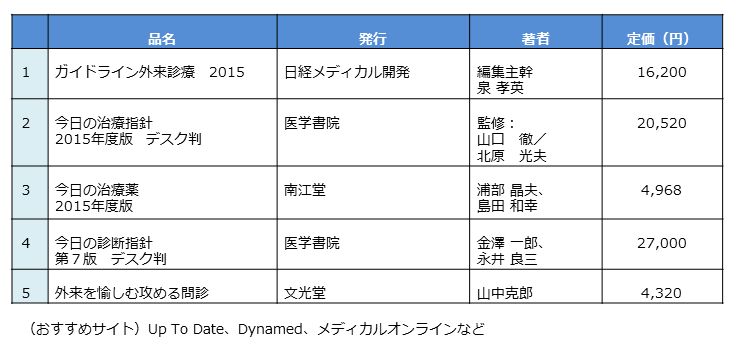 品名 発行 著者 定価（円）
1 ガイドライン外来診療　2015 日経メディカル開発 編集主幹 16,200
泉 孝英
2 今日の治療指針 医学書院 監修： 20,520
2015年度版　デスク判 山口　徹／
北原　光夫
3 今日の治療薬 南江堂 浦部 晶夫、 4,968
2015年度版 島田 和幸
4 今日の診断指針 医学書院 金澤 一郎、 27,000
第７版　デスク判 永井 良三
5 外来を愉しむ攻める問診 文光堂 山中克郎 4,320
（おすすめサイト）Up To Date、Dynamed、メディカルオンラインなど